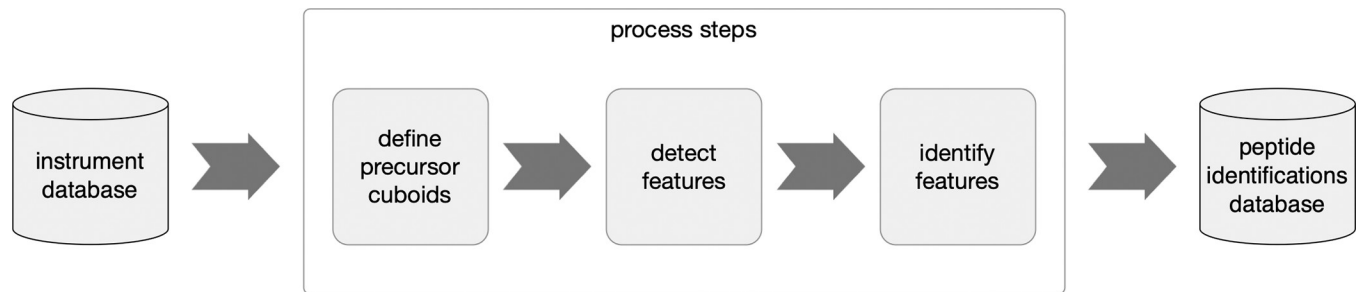 process steps
instrument
database
define
precursor
cuboids
detect
features
identify
features
peptide
identifications
database